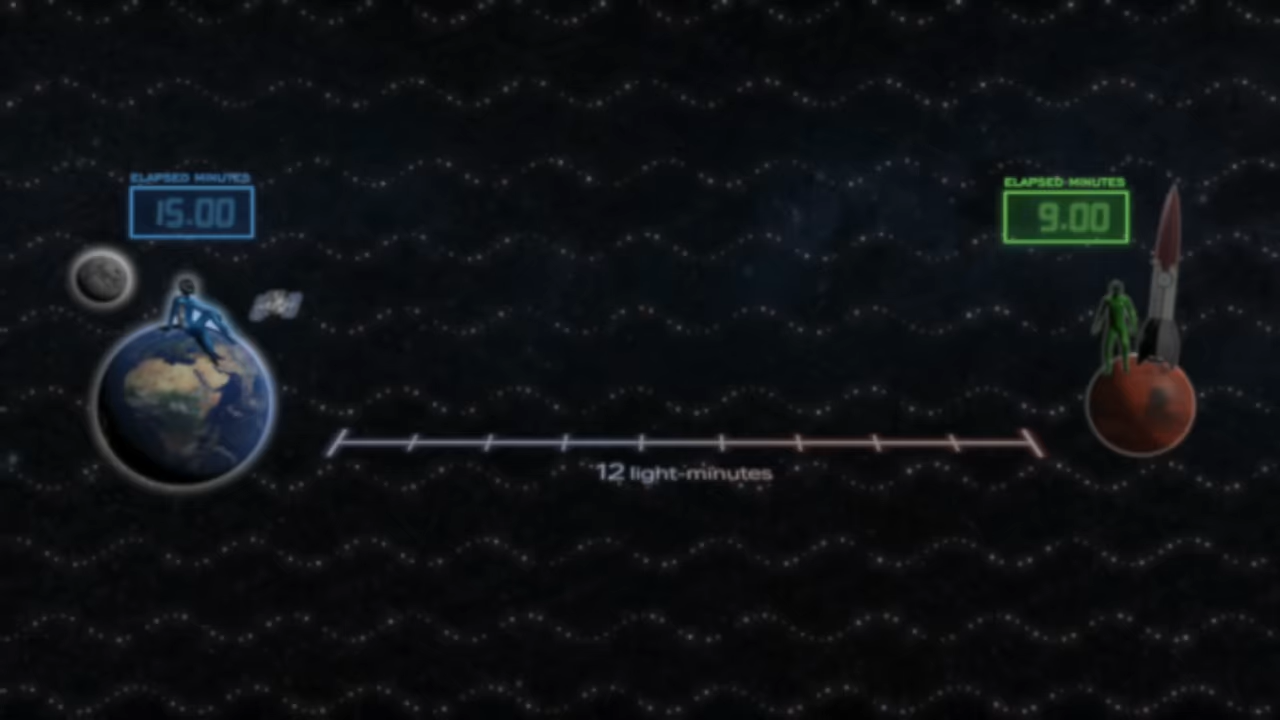 ELAPSED MINUTES
15.00
ELAPSED MINUTES
9.00
12 light-minutes